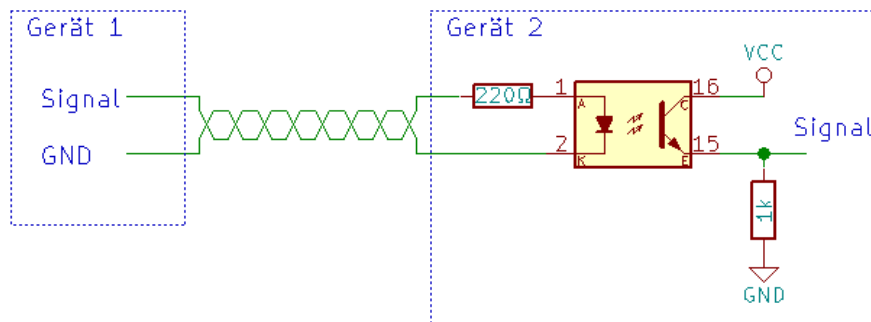 Gerät 1
Signal
GND
Gerät 2
220Ω
1
2
A
K
C
E
16
15
VCC
Signal
1k
GND